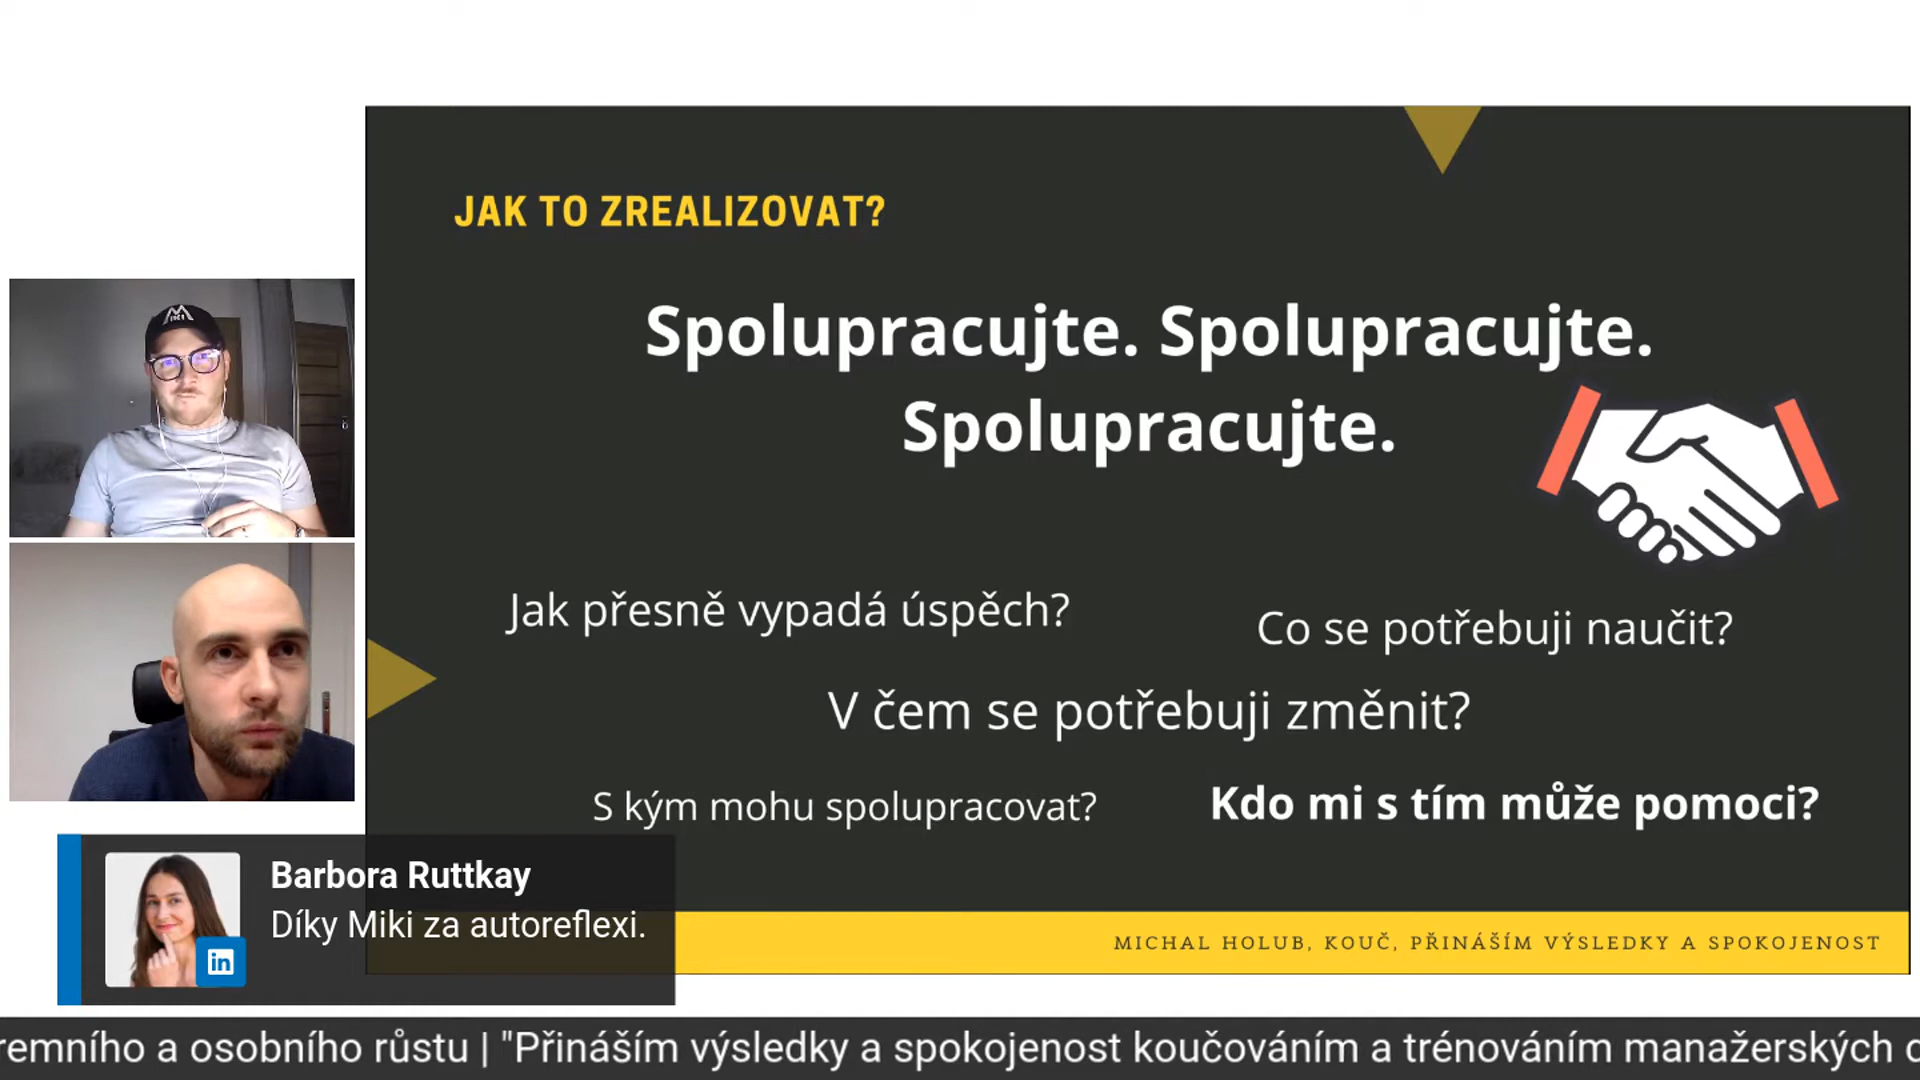 JAK TO ZREALIZOVAT?
Spolupracujte. Spolupracujte.
Spolupracujte.
Jak přesně vypadá úspěch?
Co se potřebuji naučit?
V čem se potřebuji změnit?
S kým mohu spolupracovat?
Kdo mi s tím může pomoci?
Barbora Ruttkay
Díky Miki za autoreflexi.
in
MICHAL HOLUB, KOUČ, PŘINÁŠÍM VÝSLEDKY A SPOKOJENOST
remního a osobního růstu | "Přináším výsledky a spokojenost koučováním a trénováním manažerských